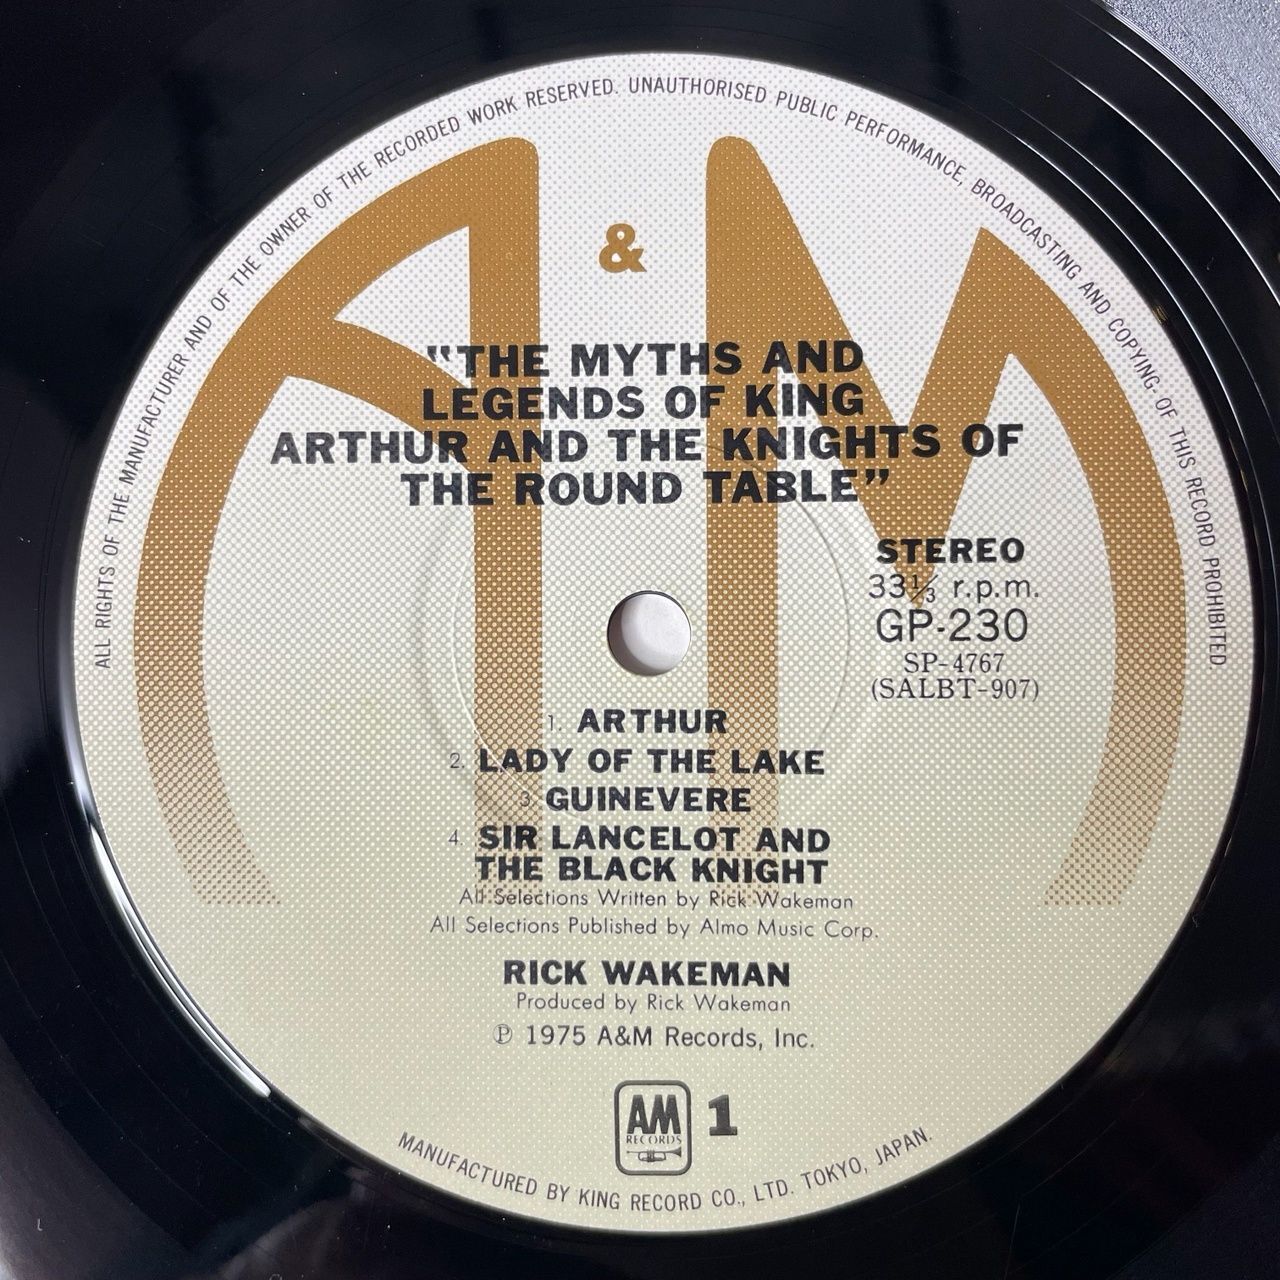 ALL RIGHTS OF THE MANUFACTURER AND OF THE OWNER OF THE RECORDED WORK RESERVED. UNAUTHORISED PUBLIC PERFORMANCE, BROADCASTING AND COPYING OF THIS RECORD PROHIBITED
A & M
"THE MYTHS AND
LEGENDS OF KING
ARTHUR AND THE KNIGHTS OF
THE ROUND TABLE"
STEREO
33⅓ r.p.m.
GP-230
SP-4767
(SALBT-907)
1. ARTHUR
2. LADY OF THE LAKE
3. GUINEVERE
4. SIR LANCELOT AND
THE BLACK KNIGHT
All Selections Written by Rick Wakeman
All Selections Published by Almo Music Corp.
RICK WAKEMAN
Produced by Rick Wakeman
℗ 1975 A&M Records, Inc.
AM
RECORDS
1
MANUFACTURED BY KING RECORD CO., LTD. TOKYO, JAPAN.